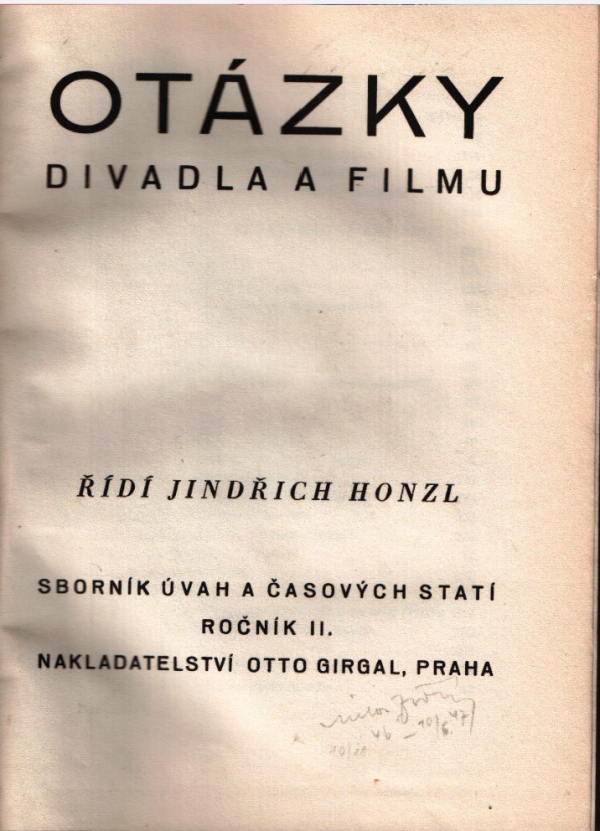 OTÁZKY
DIVADLA A FILMU
ŘÍDÍ JINDŘICH HONZL
SBORNÍK ÚVAH A ČASOVÝCH STATÍ
ROČNÍK II.
NAKLADATELSTVÍ OTTO GIRGAL, PRAHA